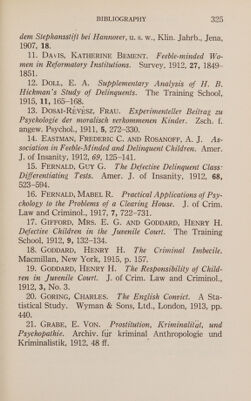 BIBLIOGRAPHY 325
dem Stephansstift bei Hannover, u. s. w., Klin. Jahrb., Jena,
1907, 18.
11. DAVIS, KATHERINE BEMENT. Feeble-minded Wo-
men in Reformatory Institutions. Survey, 1912, 27, 1849-
1851.
12. DOLL, E. A. Supplementary Analysis of H. B.
Hickman's Study of Delinquents. The Training School,
1915, 11, 165-168.
13. DOSAI-RÉVÉSZ, FRAU. Experimenteller Beitrag zu
Psychologie der moralisch verkommenen Kinder. Zsch. f.
angew. Psychol., 1911, 5, 272-330.
14. EASTMAN, FREDERIC C. AND ROSANOFF, A. J. As-
sociation in Feeble-Minded and Delinquent Children. Amer.
J. of Insanity, 1912, 69, 125-141.
15. FERNALD, GUY G. The Defective Delinquent Class
Differentiating Tests. Amer. J. of Insanity, 1912, 68,
523-594.
16. FERNALD, MABEL R. Practical Applications of Psy-
chology to the Problems of a Clearing House. J. of Crim.
Law and Criminol., 1917, 7, 722-731.
17. GIFFORD, MRS. E. G. AND GODDARD, HENRY H.
Defective Children in the Juvenile Court. The Training
School, 1912, 9, 132-134.
18. GODDARD, HENRY H. The Criminal Imbecile.
Macmillan, New York, 1915, p. 157.
19. GODDARD, HENRY H. The Responsibility of Child-
ren in Juvenile Court. J. of Crim. Law and Criminol.,
1912, 3, No. 3.
20. GORING, CHARLES. The English Convict. A Sta-
tistical Study. Wyman & Sons, Ltd., London, 1913, pp.
440.
21. GRABE, E. VON. Prostitution, Kriminalität, und
Psychopathie. Archiv. für kriminal Anthropologie und
Kriminalistik, 1912, 48 ff.